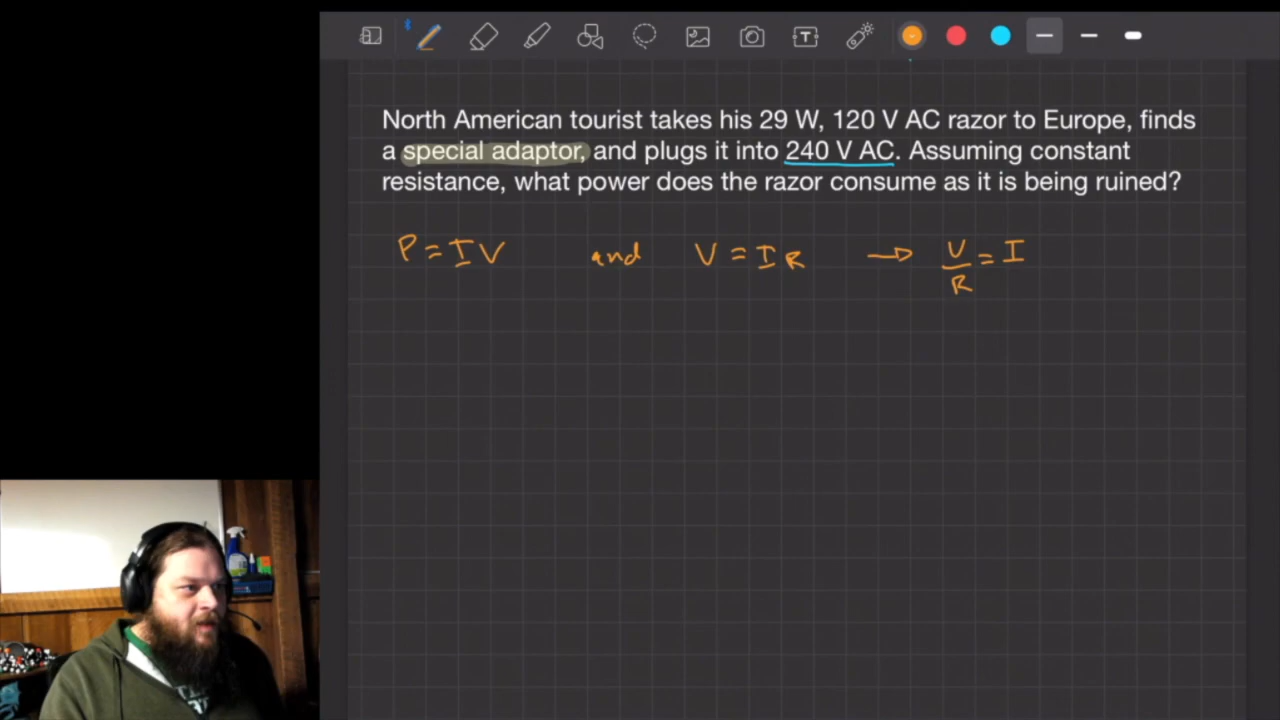 North American tourist takes his 29 W, 120 V AC razor to Europe, finds
a special adaptor, and plugs it into 240 V AC. Assuming constant
resistance, what power does the razor consume as it is being ruined?
P = IV and V = IR → V/R = I